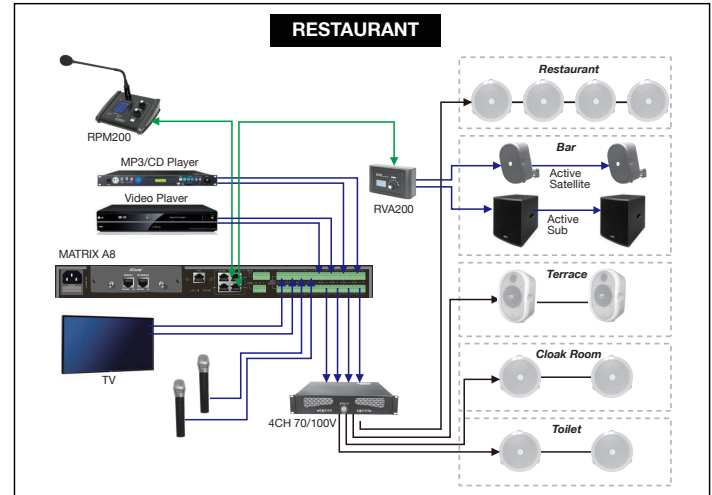 RESTAURANT
RPM200
MP3/CD Player
Video Plaver
MATRIX A8
TV
4CH 70/100V
RVA200
Restaurant
Bar
Active
Satellite
Active
Sub
Terrace
Cloak Room
Toilet